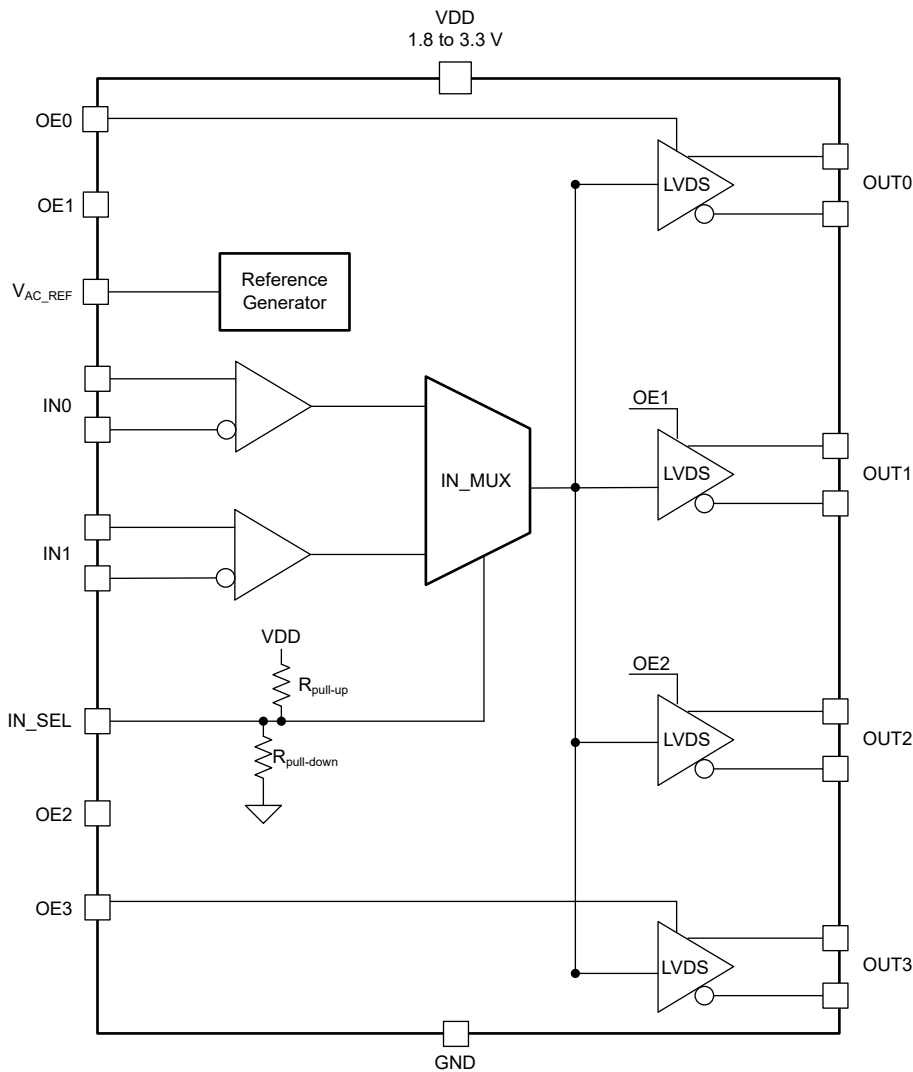 VDD
1.8 to 3.3 V
OE0
LVDS
OUT0
OE1
VAC_REF
Reference
Generator
IN0
OE1
LVDS
OUT1
IN_MUX
IN1
VDD
Rpull-up
IN_SEL
Rpull-down
OE2
LVDS
OUT2
OE2
OE3
LVDS
OUT3
GND